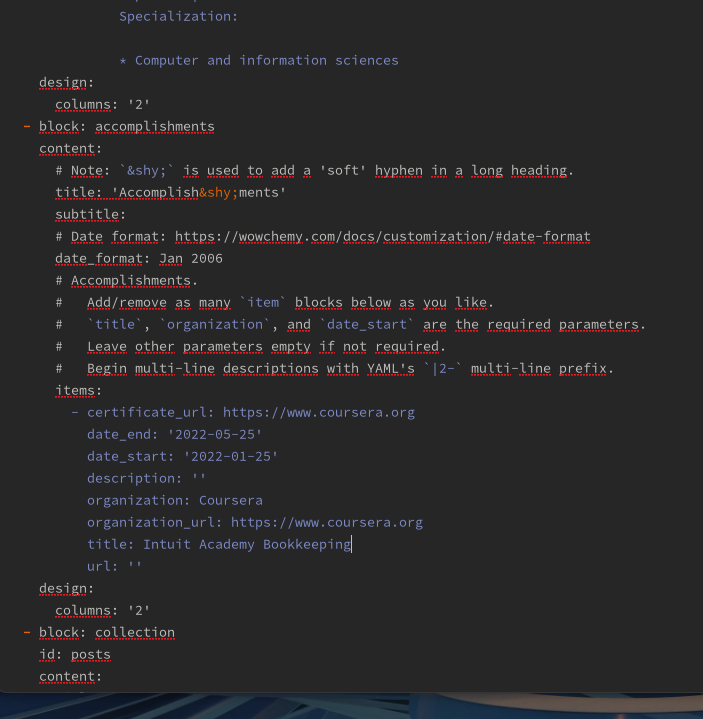 Specialization:
* Computer and information sciences
design:
columns: '2'
- block: accomplishments
content:
# Note: `&shy;` is used to add a 'soft' hyphen in a long heading.
title: 'Accomplish&shy;ments'
subtitle:
# Date format: https://wowchemy.com/docs/customization/#date-format
date_format: Jan 2006
# Accomplishments.
#   Add/remove as many `item` blocks below as you like.
#   `title`, `organization`, and `date_start` are the required parameters.
#   Leave other parameters empty if not required.
#   Begin multi-line descriptions with YAML's `|2-` multi-line prefix.
items:
- certificate_url: https://www.coursera.org
date_end: '2022-05-25'
date_start: '2022-01-25'
description: ''
organization: Coursera
organization_url: https://www.coursera.org
title: Intuit Academy Bookkeeping
url: ''
design:
columns: '2'
- block: collection
id: posts
content: